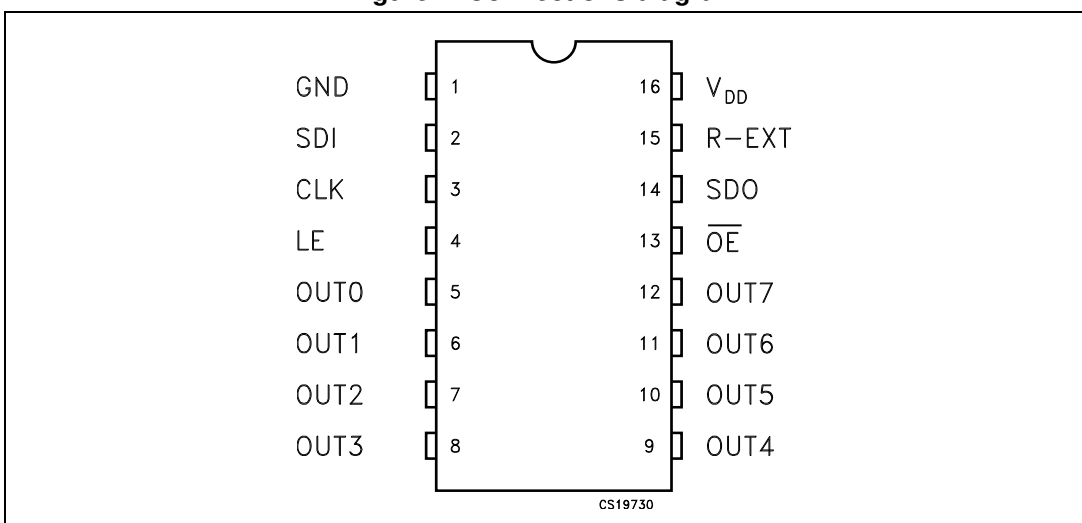 GND 1 16 V_DD
SDI 2 15 R-EXT
CLK 3 14 SDO
LE 4 13 O̅E̅
OUT0 5 12 OUT7
OUT1 6 11 OUT6
OUT2 7 10 OUT5
OUT3 8 9 OUT4
CS19730